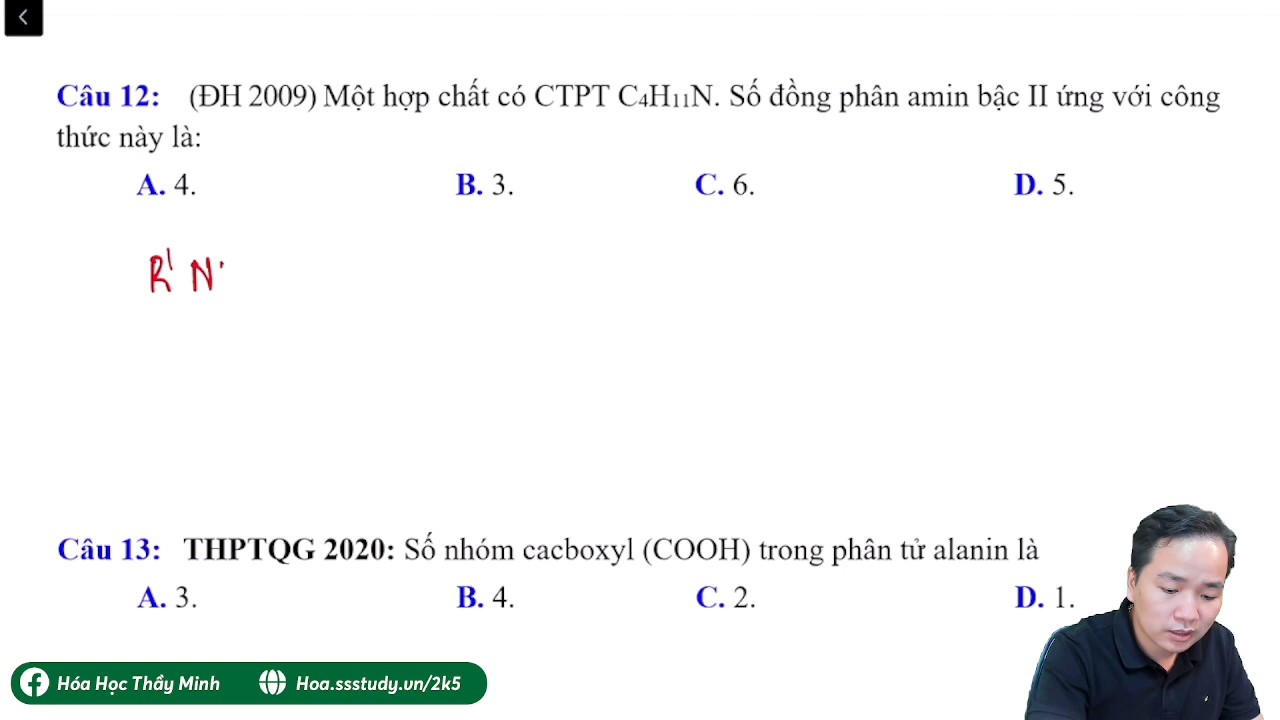 Câu 12: (ĐH 2009) Một hợp chất có CTPT C₄H₁₁N. Số đồng phân amin bậc II ứng với công
thức này là:
A. 4. B. 3. C. 6. D. 5.
R' N
Câu 13: THPTQG 2020: Số nhóm cacboxyl (COOH) trong phân tử alanin là
A. 3. B. 4. C. 2. D. 1.
Hóa Học Thầy Minh Hoa.ssstudy.vn/2k5